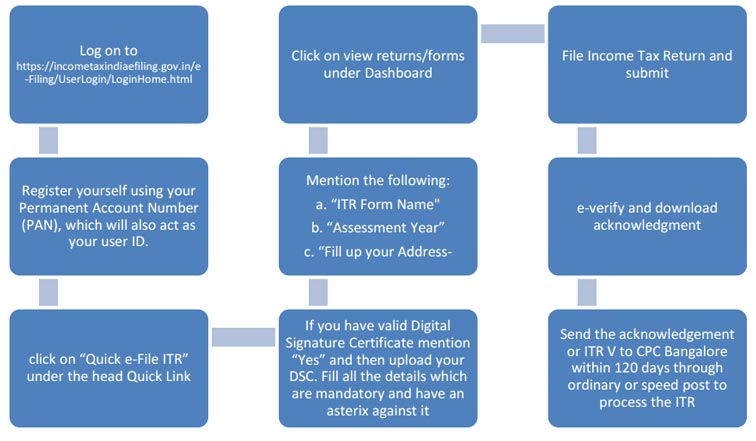 Log on to
https://incometaxindiaefiling.gov.in/e
-Filing/UserLogin/LoginHome.html
Register yourself using your
Permanent Account Number
(PAN), which will also act as
your user ID.
click on “Quick e-File ITR”
under the head Quick Link
If you have valid Digital
Signature Certificate mention
“Yes” and then upload your
DSC. Fill all the details which
are mandatory and have an
asterix against it
Mention the following:
a. “ITR Form Name"
b. “Assessment Year”
c. “Fill up your Address-
Click on view returns/forms
under Dashboard
File Income Tax Return and
submit
e-verify and download
acknowledgment
Send the acknowledgement
or ITR V to CPC Bangalore
within 120 days through
ordinary or speed post to
process the ITR